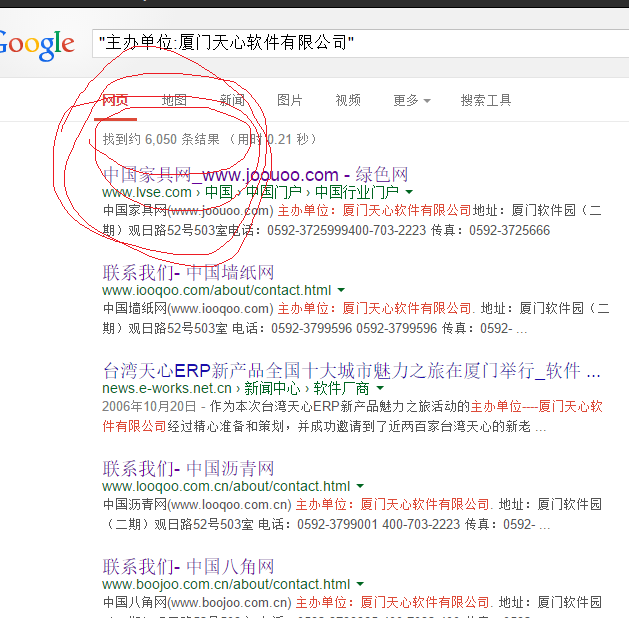 Google
"主办单位:厦门天心软件有限公司"
网页 地图 新闻 图片 视频 更多 搜索工具
找到约 6,050 条结果 （用时 0.21 秒）
中国家具网_www.joouoo.com - 绿色网
www.lvse.com › 中国 › 中国门户 › 中国行业门户
中国家具网(www.joouoo.com) 主办单位：厦门天心软件有限公司地址：厦门软件园（二
期）观日路52号503室电话：0592-3725999400-703-2223 传真：0592-3725666
联系我们- 中国墙纸网
www.iooqoo.com/about/contact.html
中国墙纸网(www.iooqoo.com) 主办单位：厦门天心软件有限公司. 地址：厦门软件园（二
期）观日路52号503室 电话：0592-3799596 0592-3799596 传真：0592- ...
台湾天心ERP新产品全国十大城市魅力之旅在厦门举行_软件 ...
news.e-works.net.cn › 新闻中心 › 软件厂商
2006年10月20日 - 作为本次台湾天心ERP新产品魅力之旅活动的主办单位----厦门天心软
件有限公司经过精心准备和策划，并成功邀请到了近两百家台湾天心的新老 ...
联系我们- 中国沥青网
www.looqoo.com.cn/about/contact.html
中国沥青网(www.looqoo.com.cn) 主办单位：厦门天心软件有限公司. 地址：厦门软件园
（二期）观日路52号503室 电话：0592-3799001 400-703-2223 传真：0592- ...
联系我们- 中国八角网
www.boojoo.com.cn/about/contact.html
中国八角网(www.boojoo.com.cn) 主办单位：厦门天心软件有限公司. 地址：厦门软件园